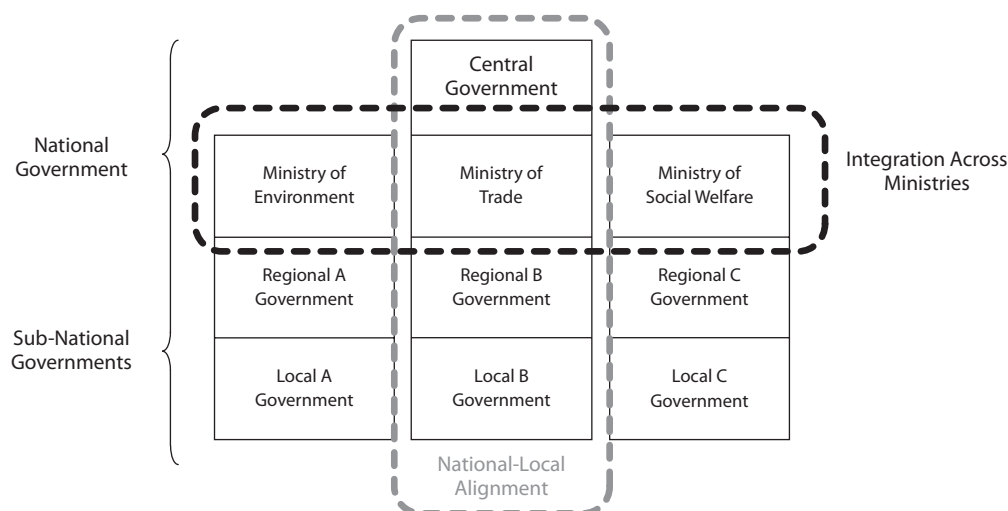 Central
Government
National
Government
Ministry of
Environment
Ministry of
Trade
Ministry of
Social Welfare
Integration Across
Ministries
Regional A
Government
Regional B
Government
Regional C
Government
Sub-National
Governments
Local A
Government
Local B
Government
Local C
Government
National-Local
Alignment